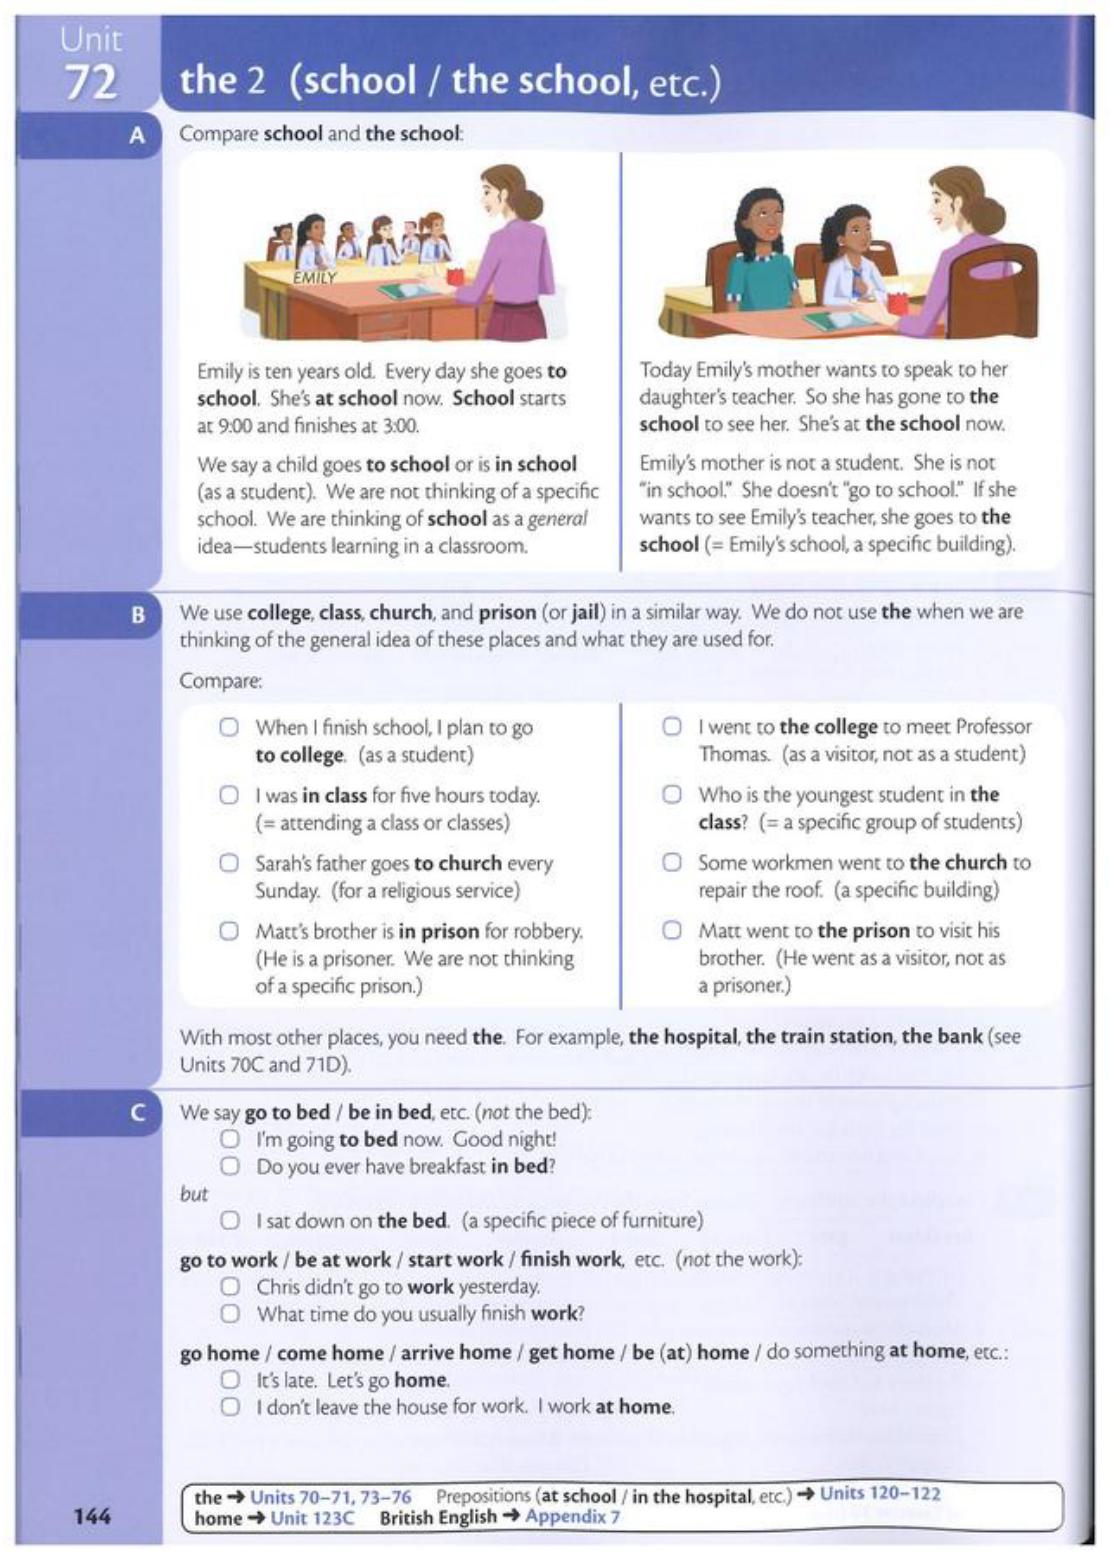 Unit
72
the 2 (school / the school, etc.)
A
Compare school and the school:
EMILY
Emily is ten years old. Every day she goes to
school. She's at school now. School starts
at 9:00 and finishes at 3:00.
We say a child goes to school or is in school
(as a student). We are not thinking of a specific
school. We are thinking of school as a general
idea—students learning in a classroom.
Today Emily's mother wants to speak to her
daughter's teacher. So she has gone to the
school to see her. She's at the school now.
Emily's mother is not a student. She is not
"in school." She doesn't "go to school." If she
wants to see Emily's teacher, she goes to the
school (= Emily's school, a specific building).
B
We use college, class, church, and prison (or jail) in a similar way. We do not use the when we are
thinking of the general idea of these places and what they are used for.
Compare:
When I finish school, I plan to go
to college. (as a student)
I was in class for five hours today.
(= attending a class or classes)
Sarah's father goes to church every
Sunday. (for a religious service)
Matt's brother is in prison for robbery.
(He is a prisoner. We are not thinking
of a specific prison.)
I went to the college to meet Professor
Thomas. (as a visitor, not as a student)
Who is the youngest student in the
class? (= a specific group of students)
Some workmen went to the church to
repair the roof. (a specific building)
Matt went to the prison to visit his
brother. (He went as a visitor, not as
a prisoner.)
With most other places, you need the. For example, the hospital, the train station, the bank (see
Units 70C and 71D).
C
We say go to bed / be in bed, etc. (not the bed):
I'm going to bed now. Good night!
Do you ever have breakfast in bed?
but
I sat down on the bed. (a specific piece of furniture)
go to work / be at work / start work / finish work, etc. (not the work):
Chris didn't go to work yesterday.
What time do you usually finish work?
go home / come home / arrive home / get home / be (at) home / do something at home, etc.:
It's late. Let's go home.
I don't leave the house for work. I work at home.
144
the ➜ Units 70–71, 73–76 Prepositions (at school / in the hospital, etc.) ➜ Units 120–122
home ➜ Unit 123C British English ➜ Appendix 7